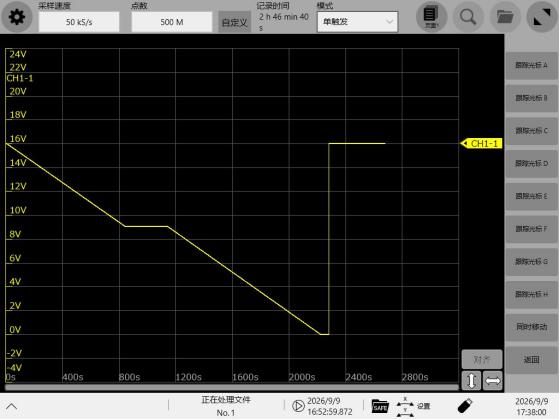 采样速度
50 kS/s
点数
500 M
自定义
记录时间
2 h 46 min 40 s
模式
单触发
页面1
24V
22V
CH1-1
20V
18V
16V
14V
12V
10V
8V
6V
4V
2V
0V
-2V
-4V
0s
400s
800s
1200s
1600s
2000s
2400s
2800s
CH1-1
跟踪光标 A
跟踪光标 B
跟踪光标 C
跟踪光标 D
跟踪光标 E
跟踪光标 F
跟踪光标 G
跟踪光标 H
同时移动
返回
对齐
正在处理文件
No. 1
2026/9/9
16:52:59.872
SAFE
X
Y
设置
2026/9/9
17:38:00